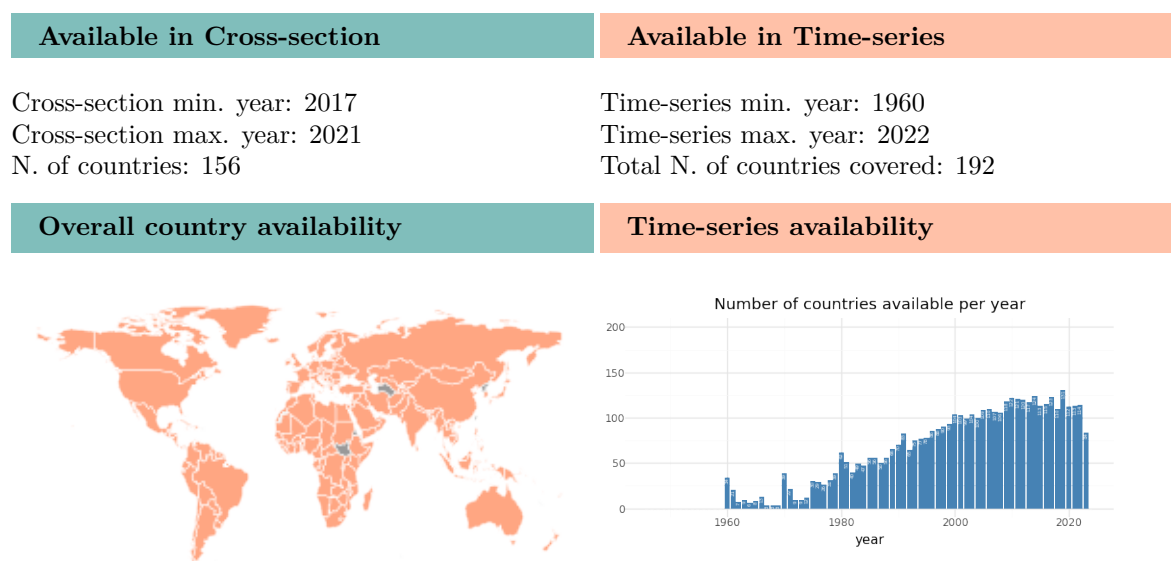 Available in Cross-section
Available in Time-series
Cross-section min. year: 2017
Cross-section max. year: 2021
N. of countries: 156
Time-series min. year: 1960
Time-series max. year: 2022
Total N. of countries covered: 192
Overall country availability
Time-series availability
Number of countries available per year
200
150
100
50
0
1960
1980
2000
2020
year